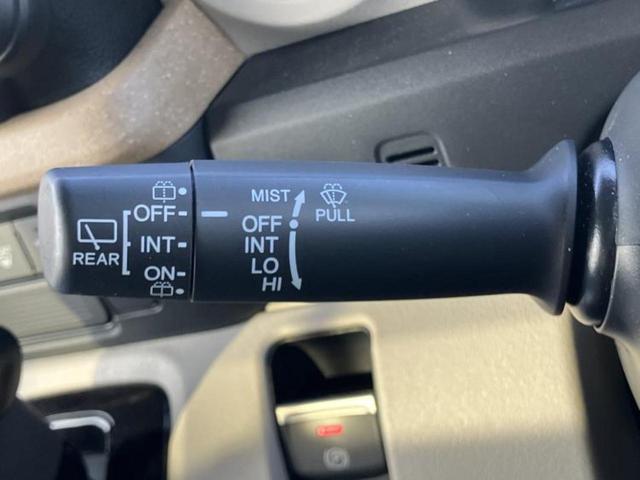 REAR
OFF
INT
ON
MIST
OFF
INT
LO
HI
PULL